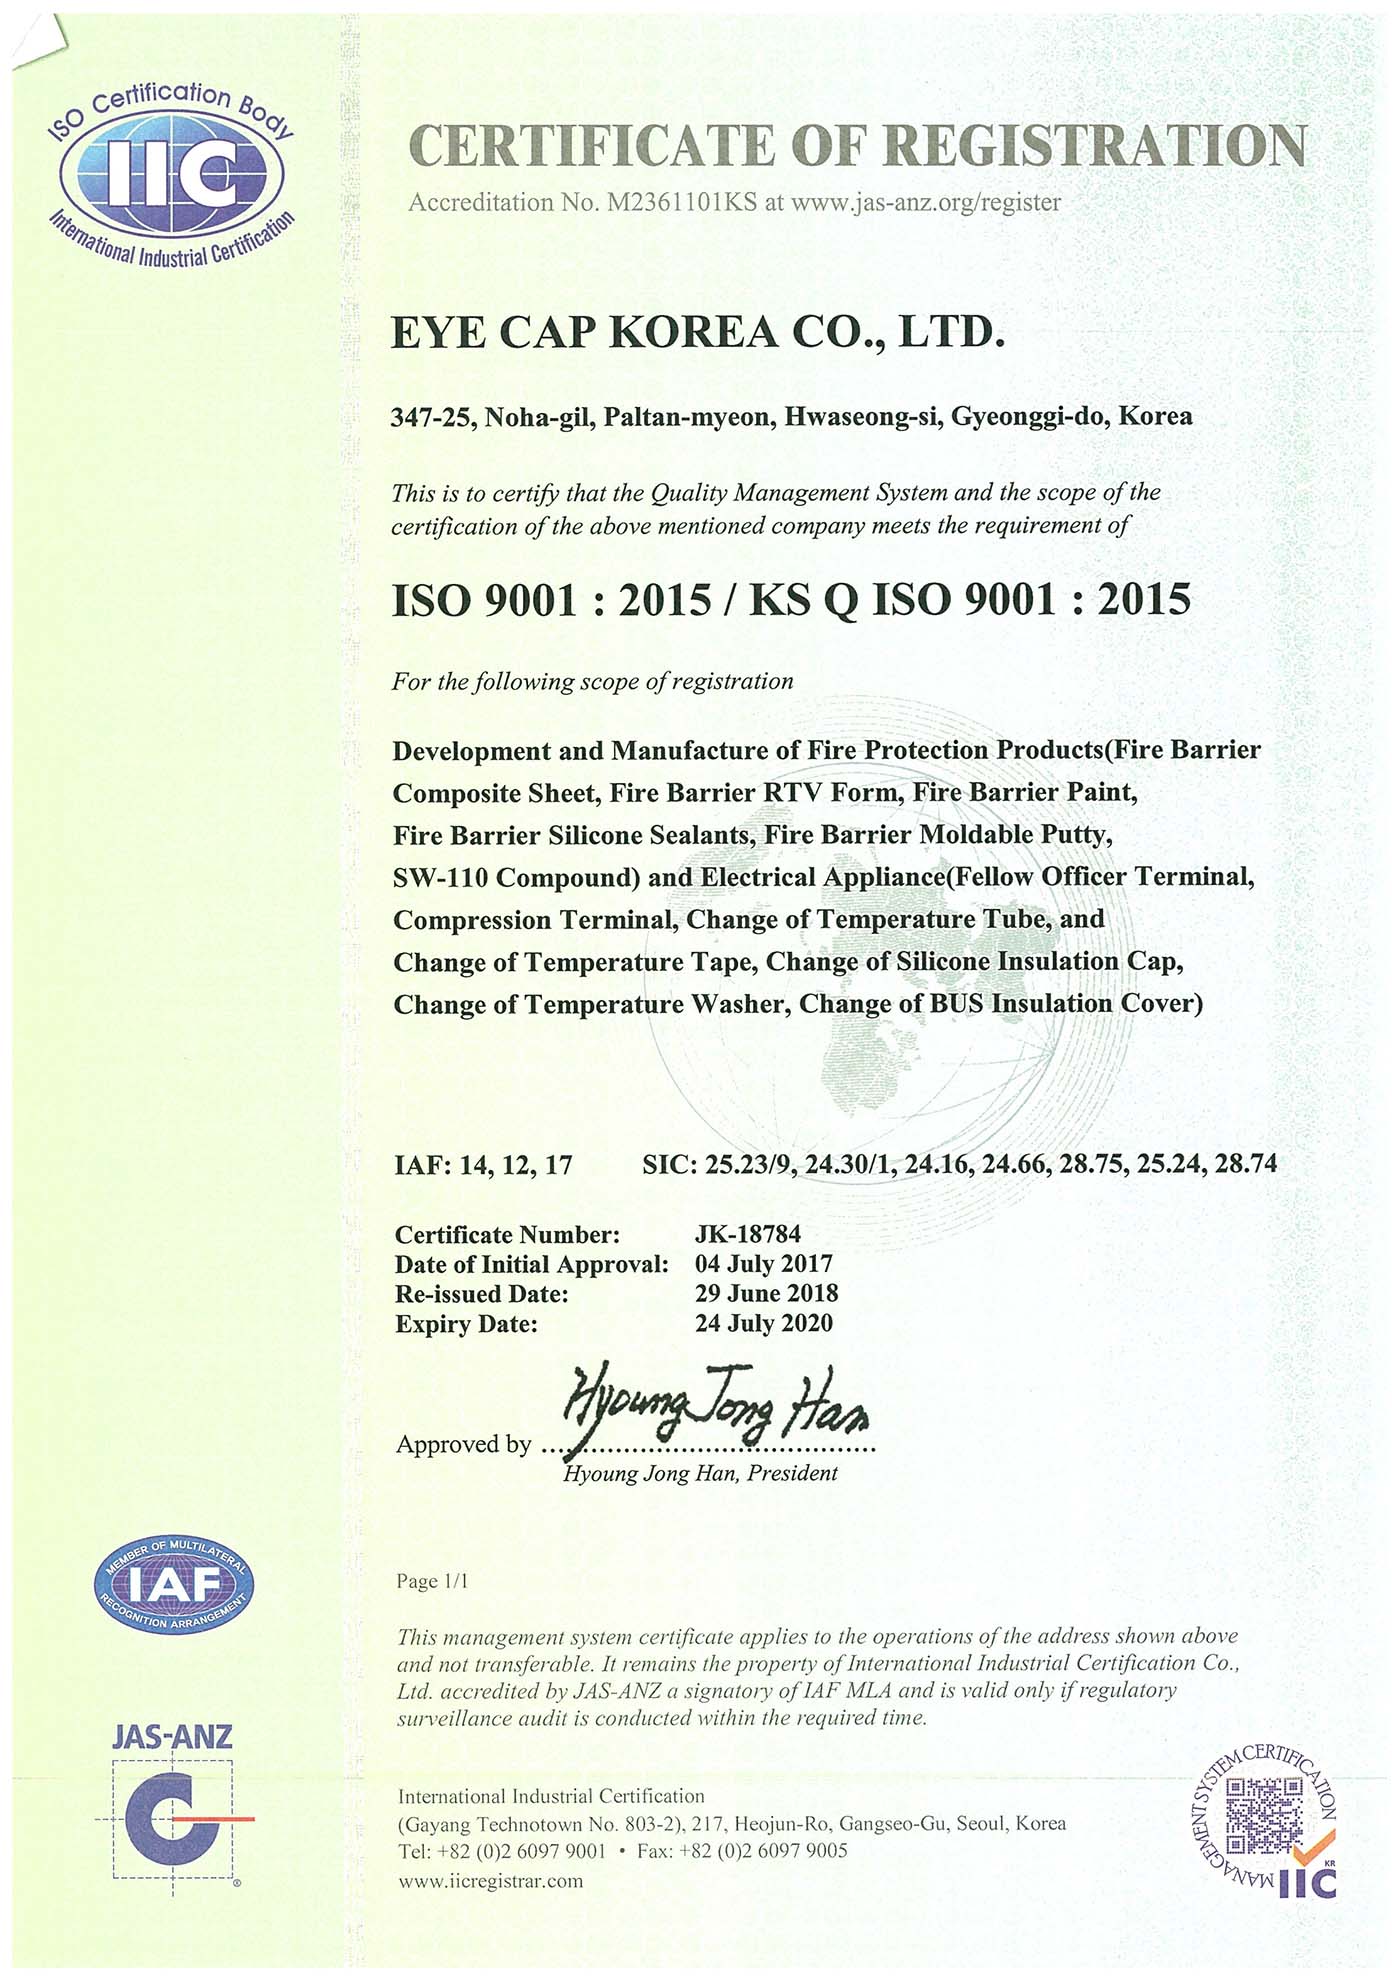 ISO Certification Body
IIC
International Industrial Certification
CERTIFICATE OF REGISTRATION
Accreditation No. M2361101KS at www.jas-anz.org/register
EYE CAP KOREA CO., LTD.
347-25, Noha-gil, Paltan-myeon, Hwaseong-si, Gyeonggi-do, Korea
This is to certify that the Quality Management System and the scope of the
certification of the above mentioned company meets the requirement of
ISO 9001 : 2015 / KS Q ISO 9001 : 2015
For the following scope of registration
Development and Manufacture of Fire Protection Products(Fire Barrier
Composite Sheet, Fire Barrier RTV Form, Fire Barrier Paint,
Fire Barrier Silicone Sealants, Fire Barrier Moldable Putty,
SW-110 Compound) and Electrical Appliance(Fellow Officer Terminal,
Compression Terminal, Change of Temperature Tube, and
Change of Temperature Tape, Change of Silicone Insulation Cap,
Change of Temperature Washer, Change of BUS Insulation Cover)
IAF: 14, 12, 17 SIC: 25.23/9, 24.30/1, 24.16, 24.66, 28.75, 25.24, 28.74
Certificate Number: JK-18784
Date of Initial Approval: 04 July 2017
Re-issued Date: 29 June 2018
Expiry Date: 24 July 2020
Hyoung Jong Han
Approved by
Hyoung Jong Han, President
MEMBER OF MULTILATERAL
IAF
RECOGNITION ARRANGEMENT
Page 1/1
This management system certificate applies to the operations of the address shown above
and not transferable. It remains the property of International Industrial Certification Co.,
Ltd. accredited by JAS-ANZ a signatory of IAF MLA and is valid only if regulatory
surveillance audit is conducted within the required time.
JAS-ANZ
®
International Industrial Certification
(Gayang Technotown No. 803-2), 217, Heojun-Ro, Gangseo-Gu, Seoul, Korea
Tel: +82 (0)2 6097 9001 • Fax: +82 (0)2 6097 9005
www.iicregistrar.com
MANAGEMENT SYSTEM CERTIFICATION
KR
IIC